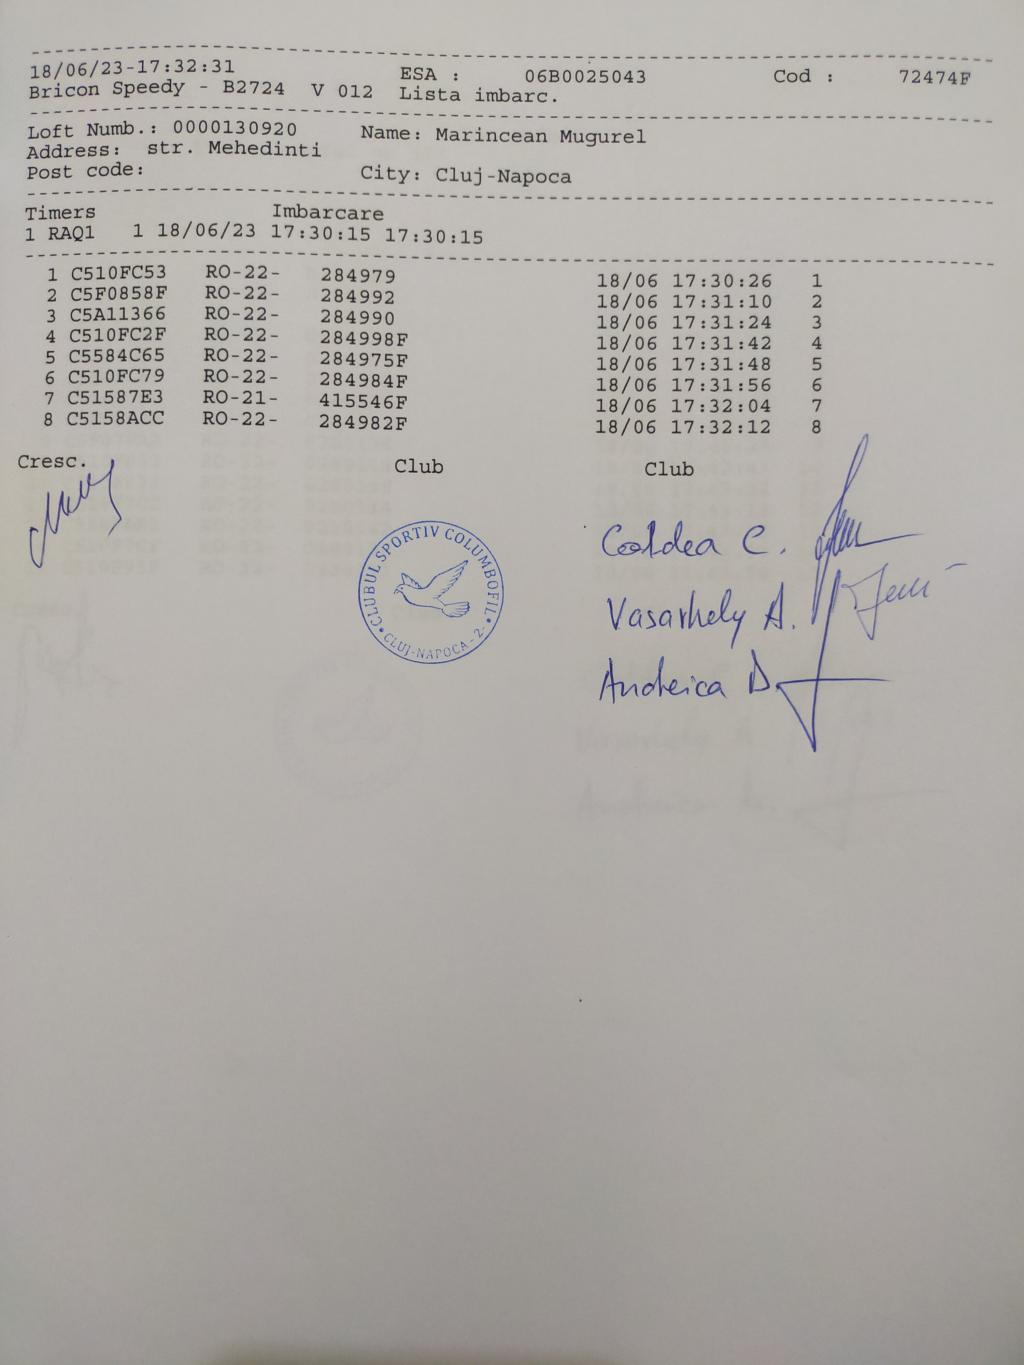 18/06/23-17:32:31 ESA : 06B0025043 Cod : 72474F
Bricon Speedy - B2724 V 012 Lista imbarc.
Loft Numb.: 0000130920 Name: Marincean Mugurel
Address: str. Mehedinti
Post code: City: Cluj-Napoca
Timers Imbarcare
1 RAQ1 1 18/06/23 17:30:15 17:30:15
1 C510FC53 RO-22- 284979 18/06 17:30:26 1
2 C5F0858F RO-22- 284992 18/06 17:31:10 2
3 C5A11366 RO-22- 284990 18/06 17:31:24 3
4 C510FC2F RO-22- 284998F 18/06 17:31:42 4
5 C5584C65 RO-22- 284975F 18/06 17:31:48 5
6 C510FC79 RO-22- 284984F 18/06 17:31:56 6
7 C51587E3 RO-21- 415546F 18/06 17:32:04 7
8 C5158ACC RO-22- 284982F 18/06 17:32:12 8
Cresc. Club Club
CLUBUL SPORTIV COLUMBOFIL
CLUJ-NAPOCA - 2 -
Coldea C.
Vasarhely A.
Andreica D.